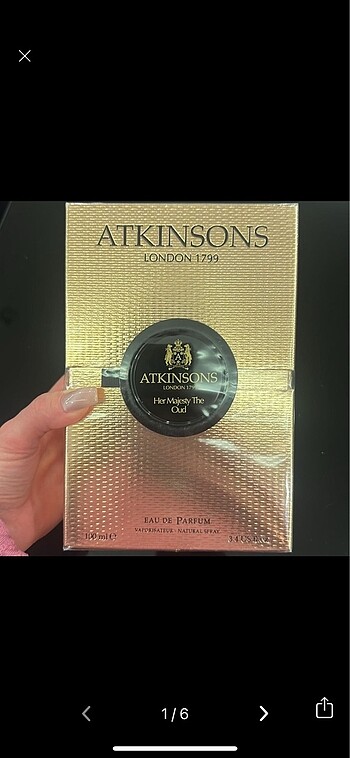 ATKINSONS
LONDON 1799
ATKINSONS
LONDON 1799
Her Majesty The
Oud
EAU DE PARFUM
VAPORISATEUR - NATURAL SPRAY
100 ml ℮
1/6